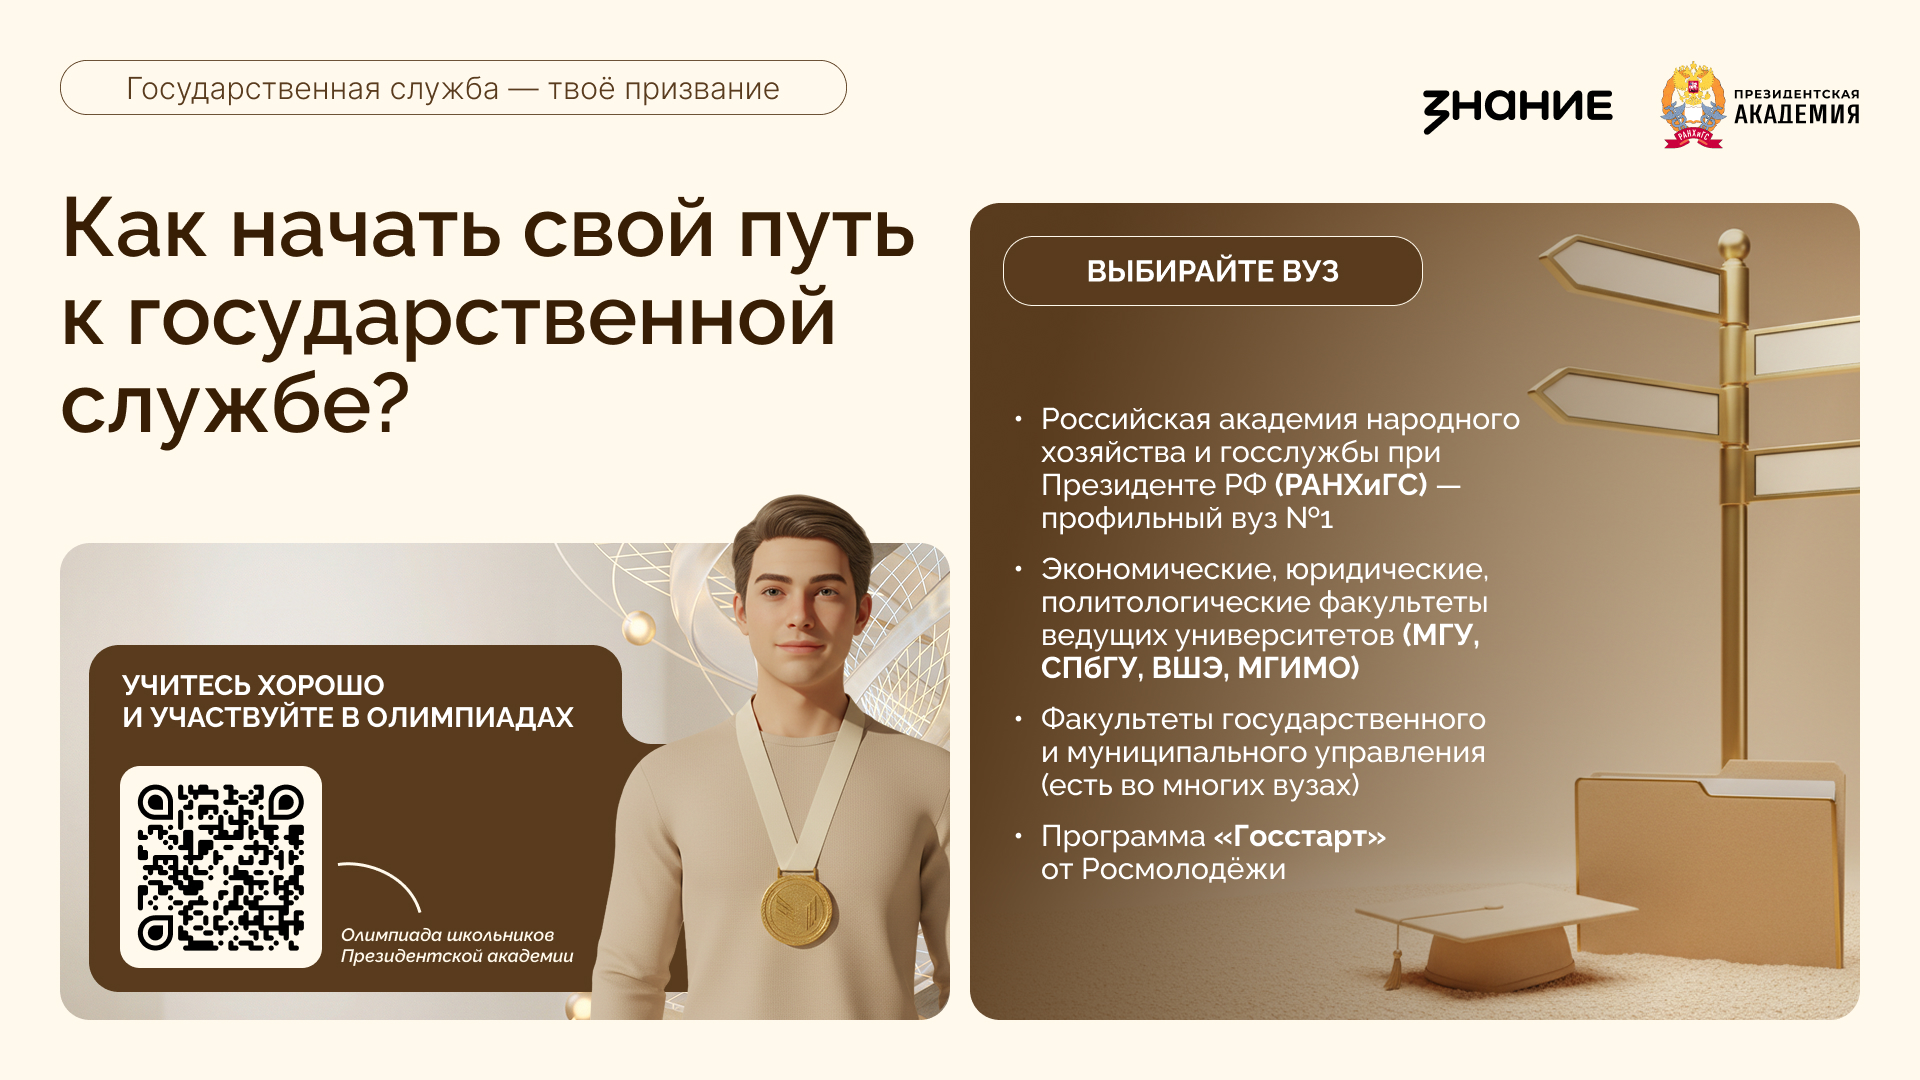 Государственная служба — твоё призвание
знание
ПРЕЗИДЕНТСКАЯ
АКАДЕМИЯ
РАНХиГС
Как начать свой путь
к государственной
службе?
УЧИТЕСЬ ХОРОШО
И УЧАСТВУЙТЕ В ОЛИМПИАДАХ
Олимпиада школьников
Президентской академии
ВЫБИРАЙТЕ ВУЗ
• Российская академия народного
хозяйства и госслужбы при
Президенте РФ (РАНХиГС) —
профильный вуз №1
• Экономические, юридические,
политологические факультеты
ведущих университетов (МГУ,
СПбГУ, ВШЭ, МГИМО)
• Факультеты государственного
и муниципального управления
(есть во многих вузах)
• Программа «Госстарт»
от Росмолодёжи